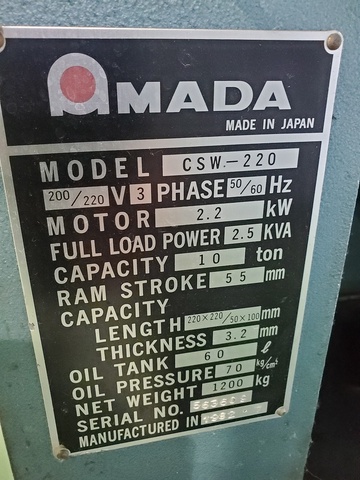 AMADA
MADE IN JAPAN
MODEL CSW-220
200/220 V 3 PHASE 50/60 Hz
MOTOR 2.2 kW
FULL LOAD POWER 2.5 KVA
CAPACITY 10 ton
RAM STROKE 55 mm
CAPACITY
LENGTH 220×220/50×100 mm
THICKNESS 3.2 mm
OIL TANK 60 ℓ
OIL PRESSURE 70 kg/cm²
NET WEIGHT 1200 kg
SERIAL NO.
MANUFACTURED IN